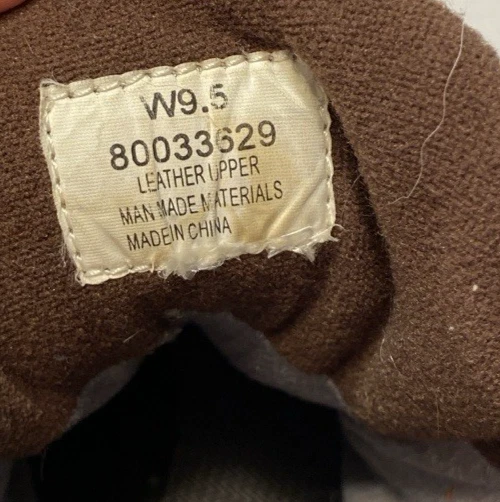 W9.5
80033629
LEATHER UPPER
MAN MADE MATERIALS
MADEIN CHINA